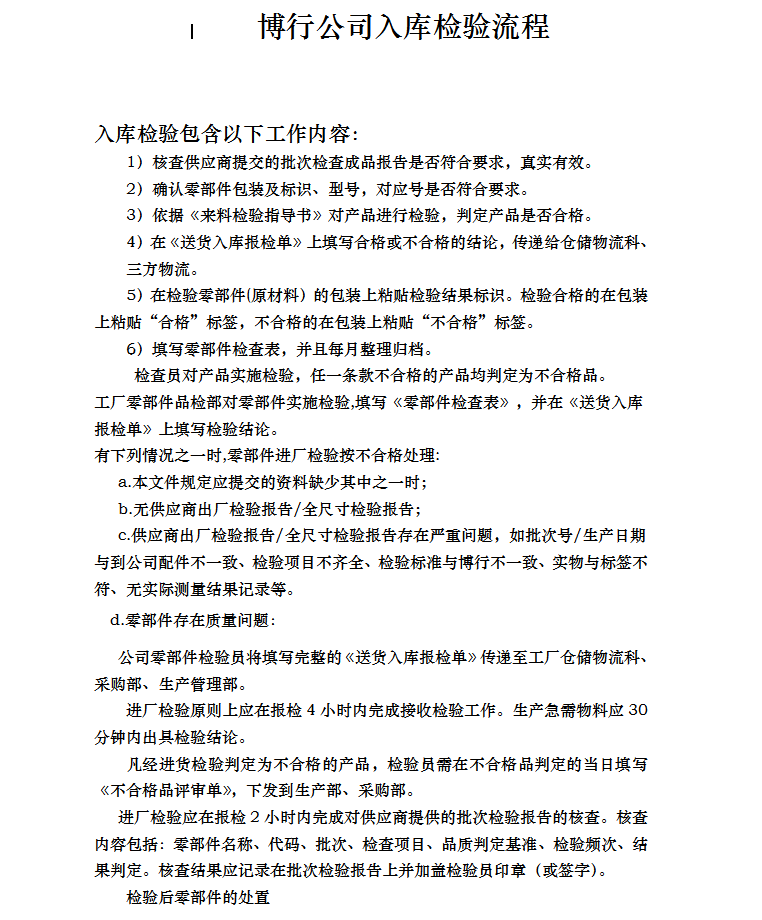 博行公司入库检验流程
入库检验包含以下工作内容：
1）核查供应商提交的批次检查成品报告是否符合要求，真实有效。
2）确认零部件包装及标识、型号，对应号是否符合要求。
3）依据《来料检验指导书》对产品进行检验，判定产品是否合格。
4）在《送货入库报检单》上填写合格或不合格的结论，传递给仓储物流科、
三方物流。
5）在检验零部件(原材料）的包装上粘贴检验结果标识。检验合格的在包装
上粘贴“合格”标签，不合格的在包装上粘贴“不合格”标签。
6）填写零部件检查表，并且每月整理归档。
检查员对产品实施检验，任一条款不合格的产品均判定为不合格品。
工厂零部件品检部对零部件实施检验,填写《零部件检查表》，并在《送货入库
报检单》上填写检验结论。
有下列情况之一时,零部件进厂检验按不合格处理:
a.本文件规定应提交的资料缺少其中之一时；
b.无供应商出厂检验报告/全尺寸检验报告；
c.供应商出厂检验报告/全尺寸检验报告存在严重问题，如批次号/生产日期
与到公司配件不一致、检验项目不齐全、检验标准与博行不一致、实物与标签不
符、无实际测量结果记录等。
d.零部件存在质量问题：
公司零部件检验员将填写完整的《送货入库报检单》传递至工厂仓储物流科、
采购部、生产管理部。
进厂检验原则上应在报检 4 小时内完成接收检验工作。生产急需物料应 30
分钟内出具检验结论。
凡经进货检验判定为不合格的产品，检验员需在不合格品判定的当日填写
《不合格品评审单》，下发到生产部、采购部。
进厂检验应在报检 2 小时内完成对供应商提供的批次检验报告的核查。核查
内容包括：零部件名称、代码、批次、检查项目、品质判定基准、检验频次、结
果判定。核查结果应记录在批次检验报告上并加盖检验员印章（或签字）。
检验后零部件的处置